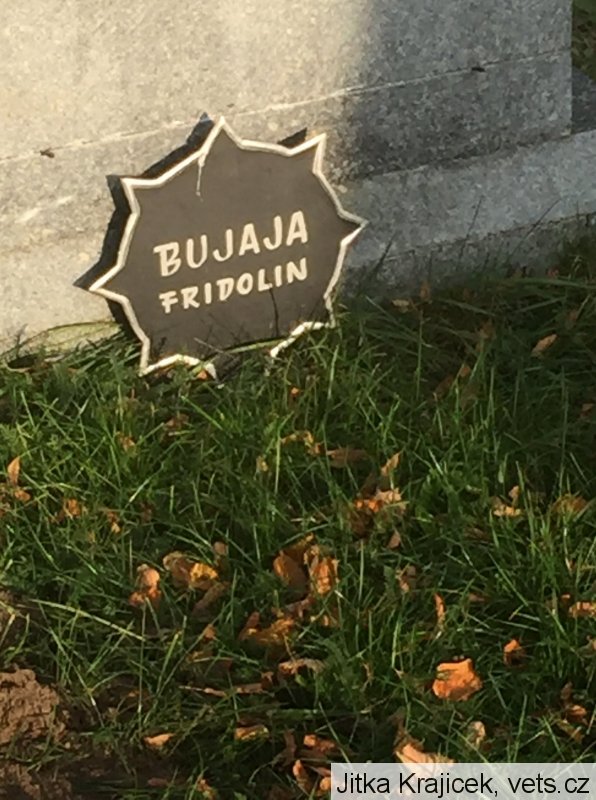 BUJAJA
FRIDOLIN
Jitka Krajicek, vets.cz